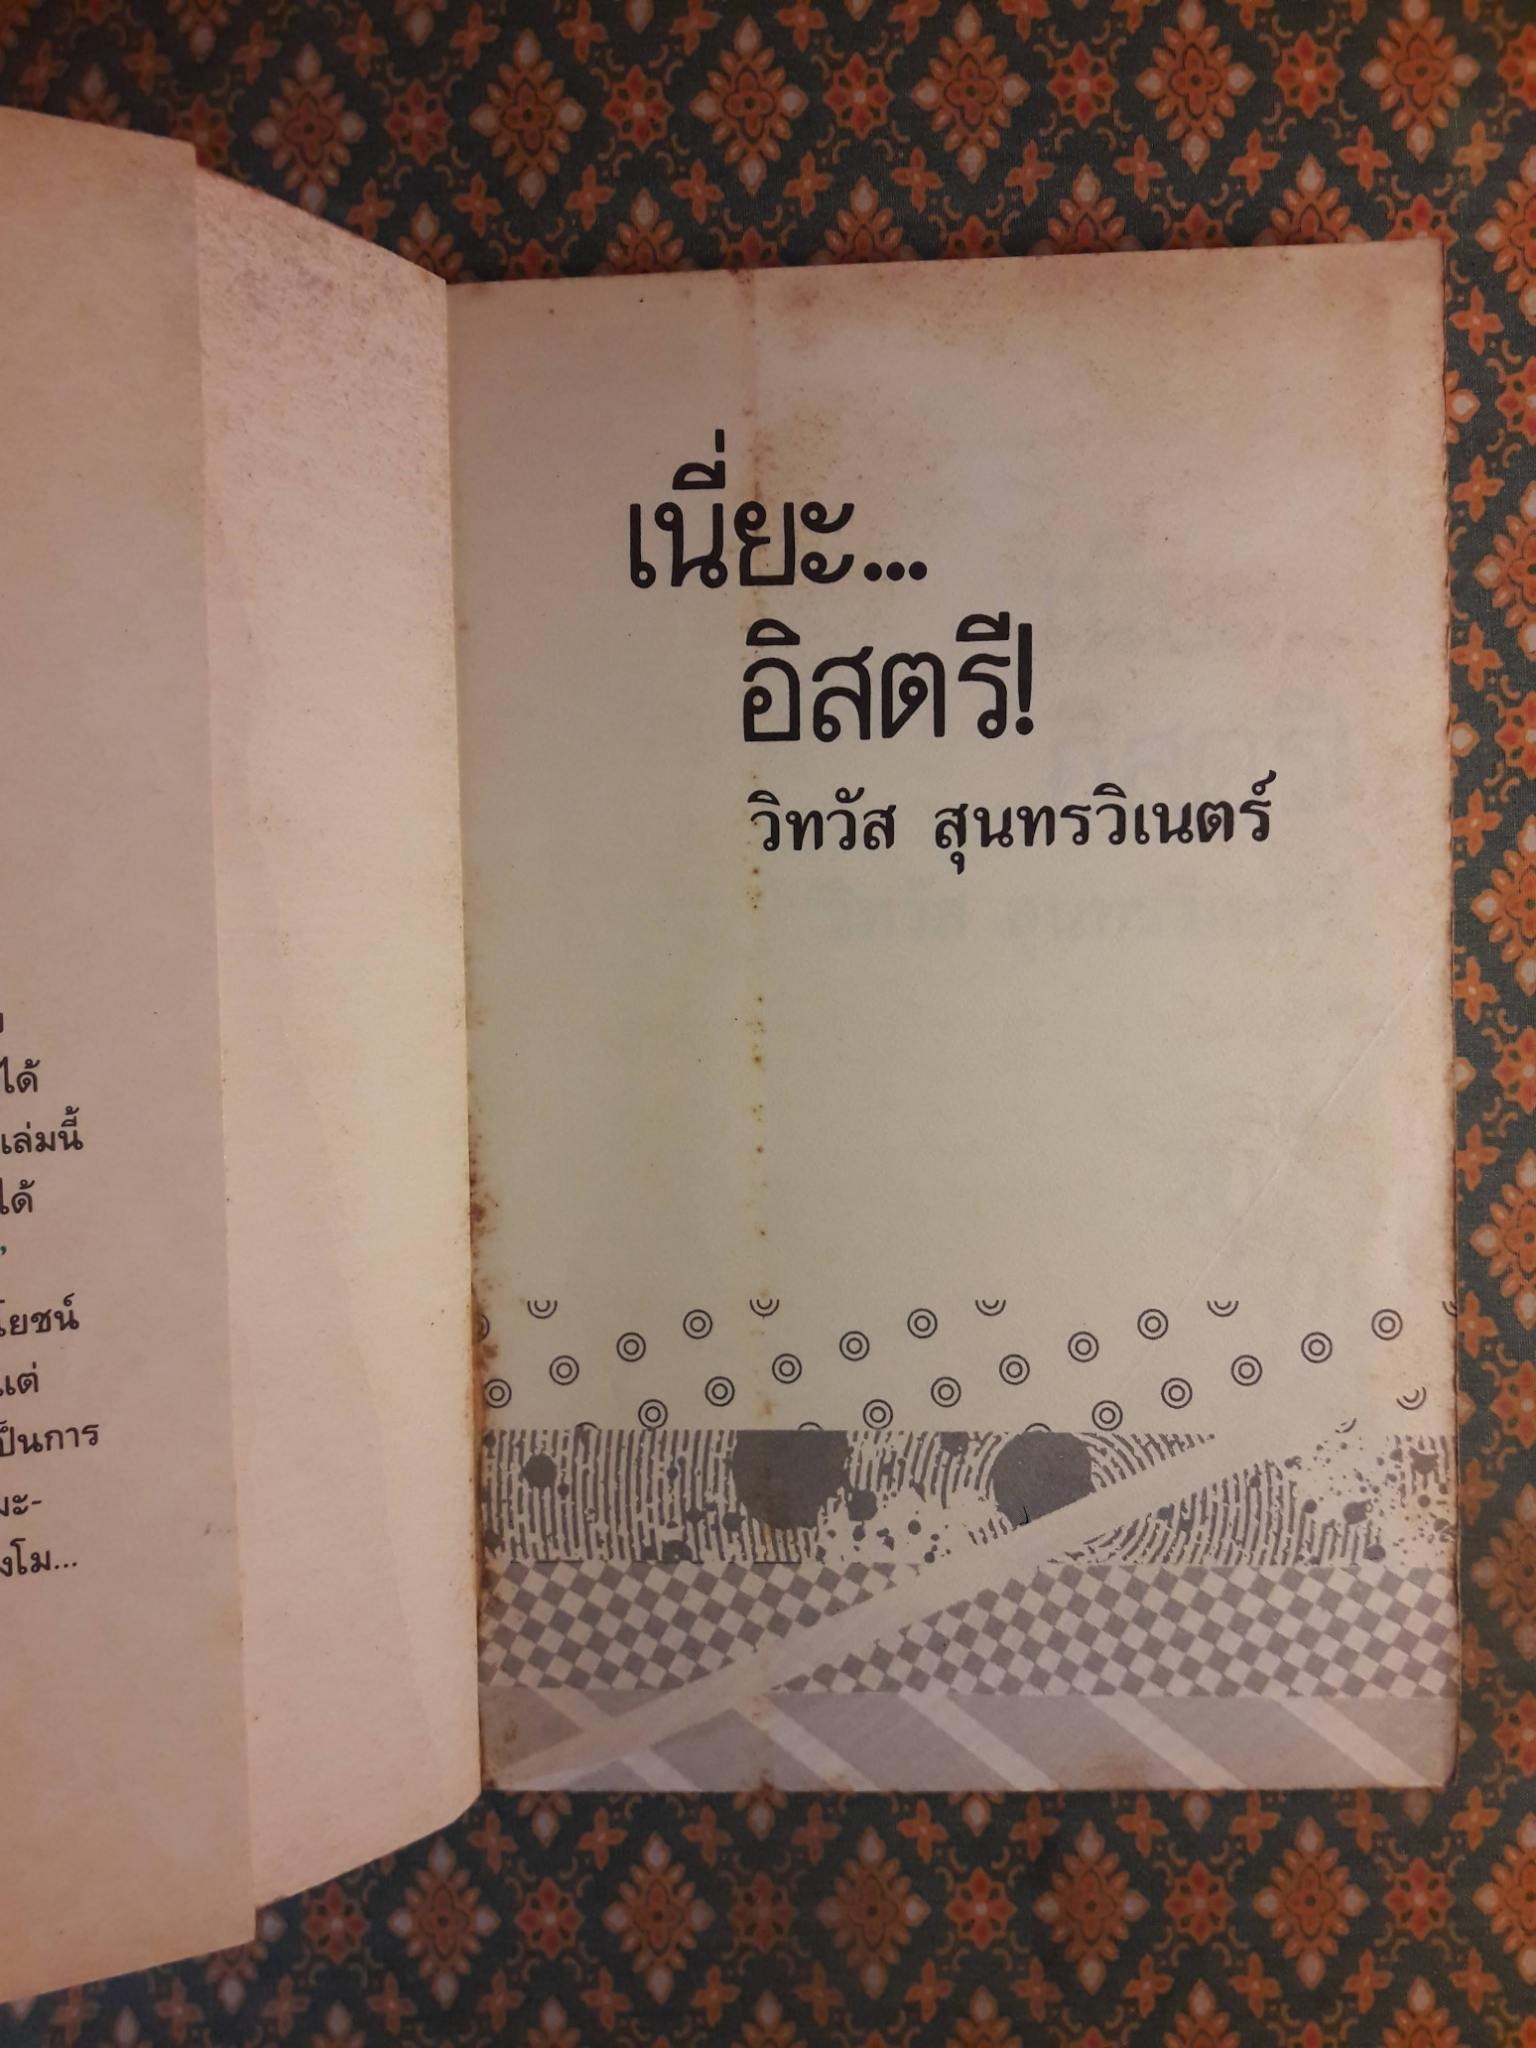 ได้
เล่มนี้
ได้
โยชน์
แต่
เป็นการ
มะ-
งโม...
เนี่ยะ...
อิสตรี!
วิทวัส สุนทรวิเนตร์